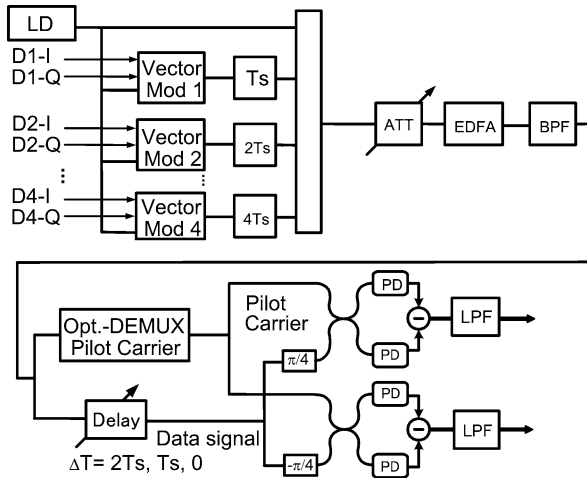 LD
D1-I
D1-Q
Vector
Mod 1
Ts
D2-I
D2-Q
Vector
Mod 2
2Ts
D4-I
D4-Q
Vector
Mod 4
4Ts
ATT
EDFA
BPF
Opt.-DEMUX
Pilot Carrier
Pilot
Carrier
π/4
PD
PD
LPF
Delay
Data signal
ΔT= 2Ts, Ts, 0
-π/4
PD
PD
LPF